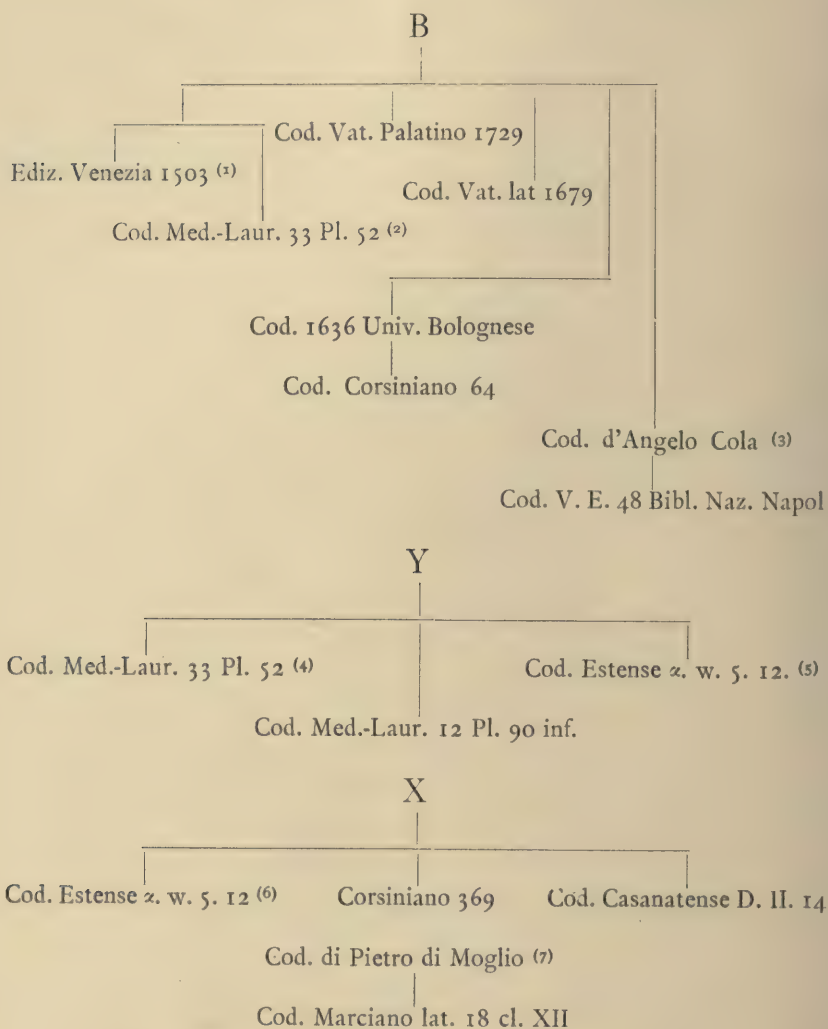 B
Cod. Vat. Palatino 1729
Ediz. Venezia 1503 (1)
Cod. Vat. lat 1679
Cod. Med.-Laur. 33 Pl. 52 (2)
Cod. 1636 Univ. Bolognese
Cod. Corsiniano 64
Cod. d'Angelo Cola (3)
Cod. V. E. 48 Bibl. Naz. Napol
Y
Cod. Med.-Laur. 33 Pl. 52 (4) Cod. Estense α. w. 5. 12. (5)
Cod. Med.-Laur. 12 Pl. 90 inf.
X
Cod. Estense α. w. 5. 12 (6) Corsiniano 369 Cod. Casanatense D. II. 14
Cod. di Pietro di Moglio (7)
Cod. Marciano lat. 18 cl. XII